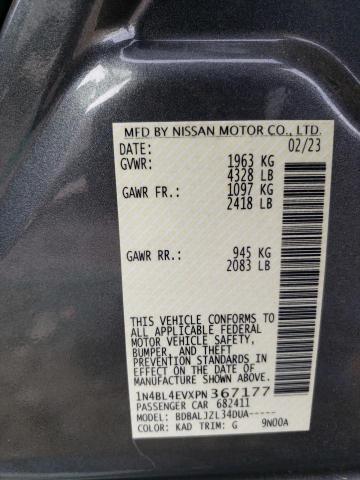 MFD BY NISSAN MOTOR CO., LTD.
DATE: 02/23
GVWR: 1963 KG
4328 LB
GAWR FR.: 1097 KG
2418 LB
GAWR RR.: 945 KG
2083 LB
THIS VEHICLE CONFORMS TO
ALL APPLICABLE FEDERAL
MOTOR VEHICLE SAFETY,
BUMPER, AND THEFT
PREVENTION STANDARDS IN
EFFECT ON THE DATE OF
MANUFACTURE SHOWN ABOVE.
1N4BL4EVXPN367177
PASSENGER CAR 682411
BDBALJZL34DUA-----
COLOR: KAD TRIM: G 9N00A